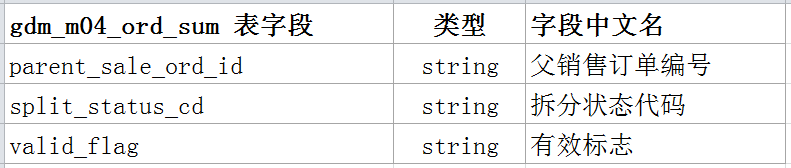 gdm_m04_ord_sum 表字段 类型 字段中文名
parent_sale_ord_id string 父销售订单编号
split_status_cd string 拆分状态代码
valid_flag string 有效标志